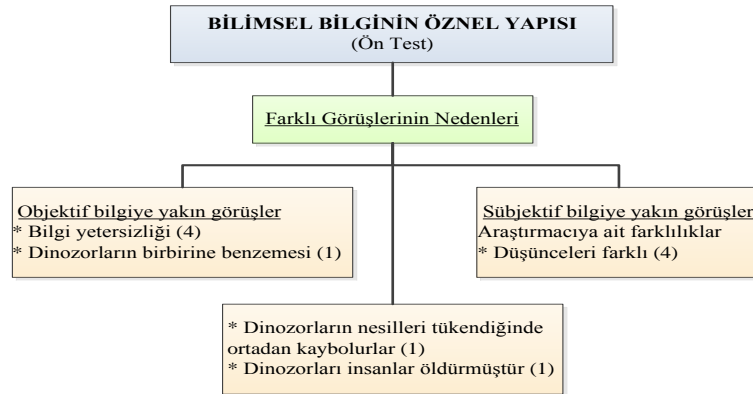 BİLİMSEL BİLGİNİN ÖZNEL YAPISI
(Ön Test)
Farklı Görüşlerinin Nedenleri
Objektif bilgiye yakın görüşler
* Bilgi yetersizliği (4)
* Dinozorların birbirine benzemesi (1)
Sübjektif bilgiye yakın görüşler
Araştırmacıya ait farklılıklar
* Düşünceleri farklı (4)
* Dinozorların nesilleri tükendiğinde
ortadan kaybolurlar (1)
* Dinozorları insanlar öldürmüştür (1)